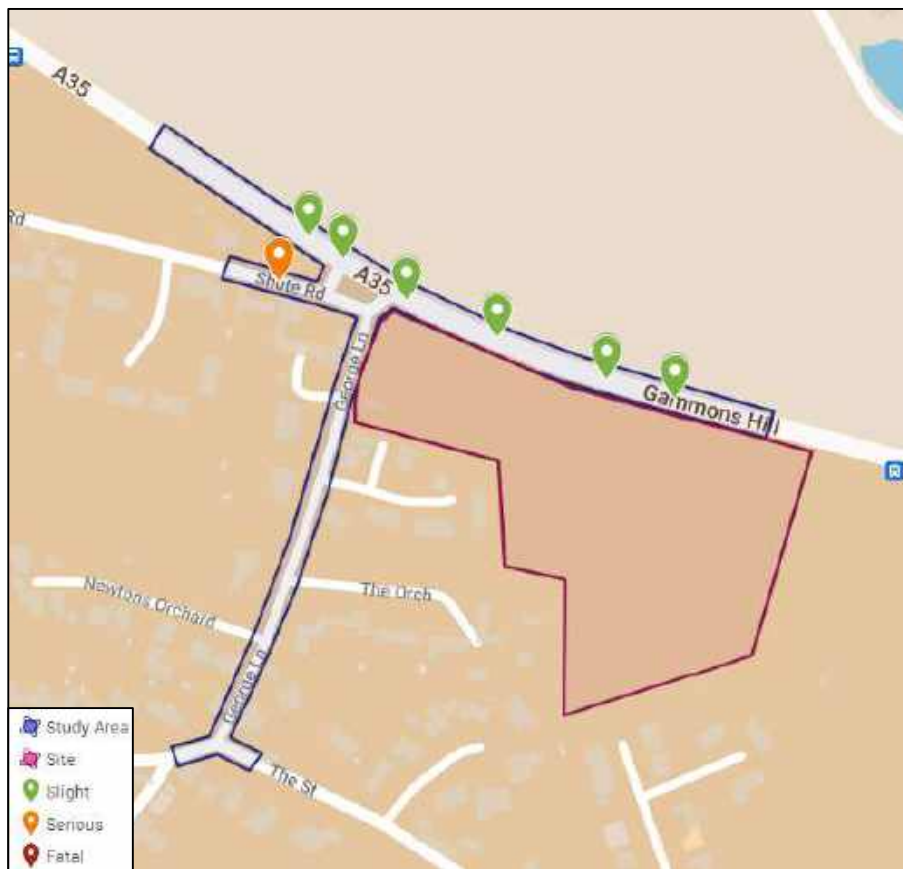 A35
Rd
Shute Rd
A35
George Ln
Gammons Hill
Newtons Orchard
The Orch
George Ln
The St
Study Area
Site
Slight
Serious
Fatal